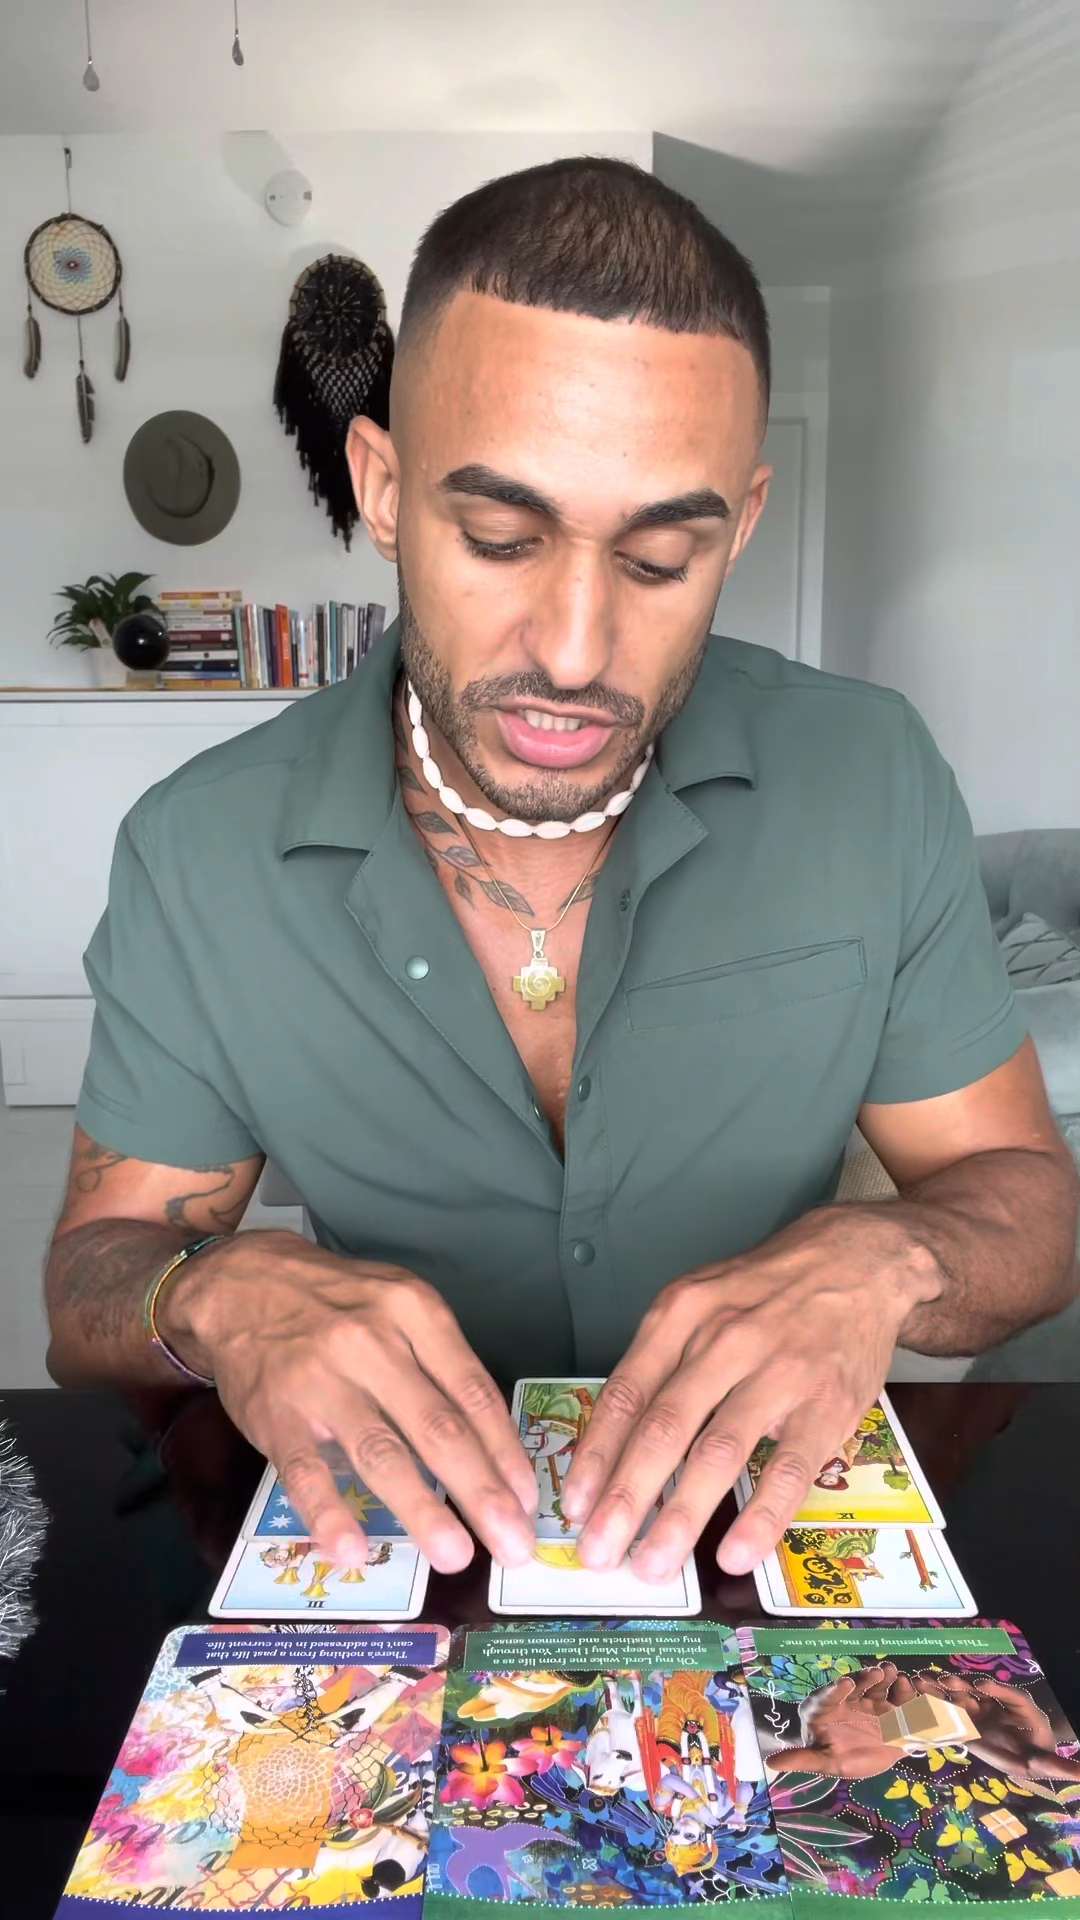 IX
III
V
There's nothing from a past life that
can't be addressed in the current life.
"Oh my Lord, wake me from life as a
spiritual sheep. May I hear You through
my own instincts and common sense."
"This is happening for me, not to me."